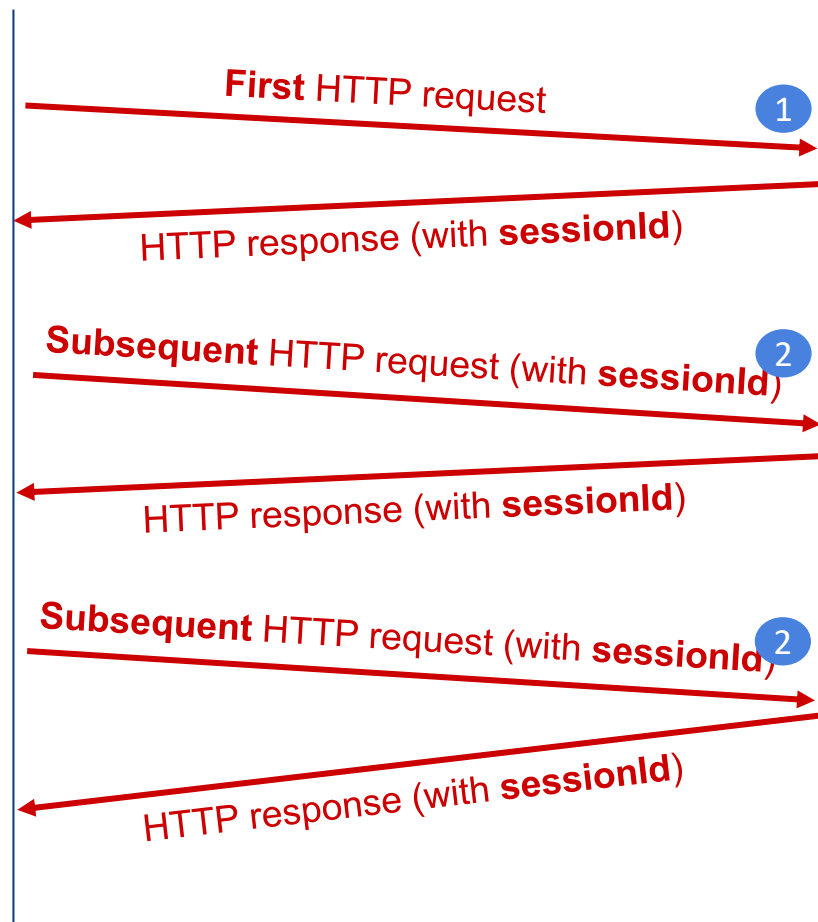 First HTTP request
1
HTTP response (with sessionId)
Subsequent HTTP request (with sessionId)
2
HTTP response (with sessionId)
Subsequent HTTP request (with sessionId)
2
HTTP response (with sessionId)